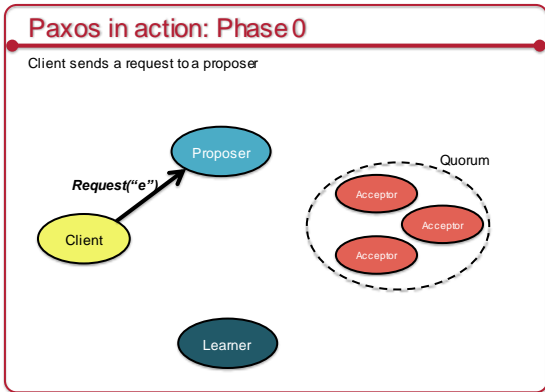 Paxos in action: Phase 0
Client sends a request to a proposer
Proposer
Quorum
Request("e")
Acceptor
Acceptor
Client
Acceptor
Learner